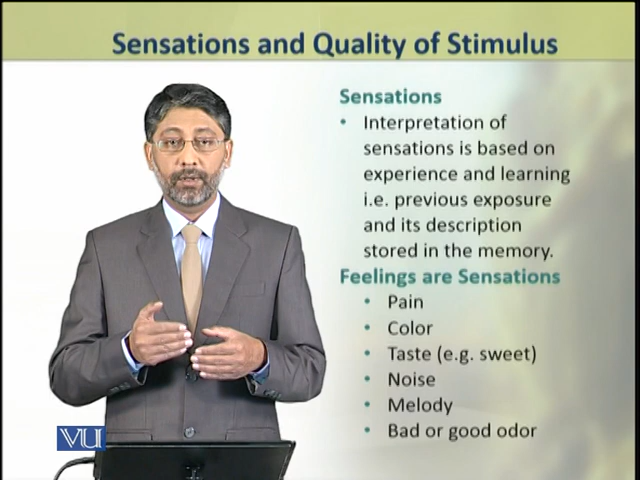 Sensations and Quality of Stimulus
Sensations
• Interpretation of
sensations is based on
experience and learning
i.e. previous exposure
and its description
stored in the memory.
Feelings are Sensations
• Pain
• Color
• Taste (e.g. sweet)
• Noise
• Melody
• Bad or good odor
VU